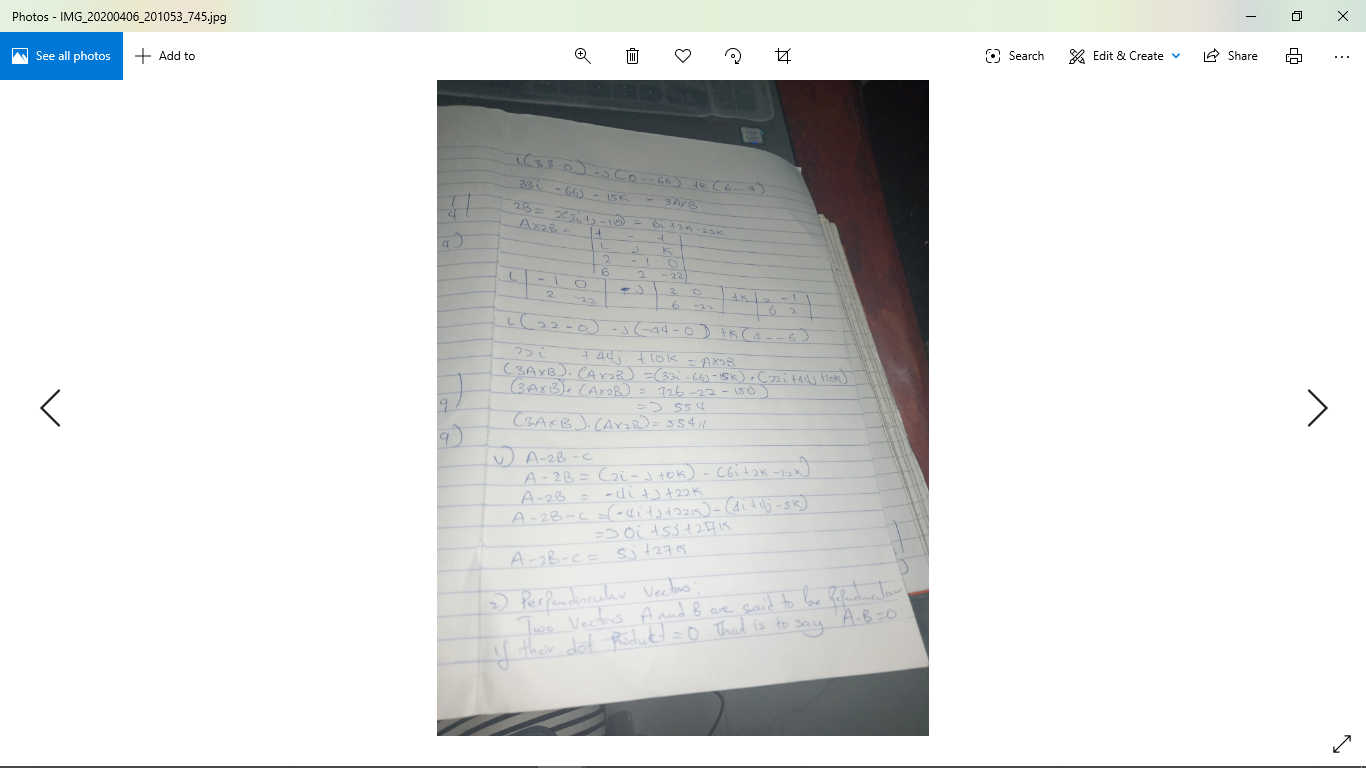 Photos - IMG_20200406_201053_745.jpg
See all photos
Add to
Search
Edit & Create
Share
i(33-0) -J(0--66) +K(6--9)
33i -66j - 15K = 3AXB
2B = 2(3i+J-11K) = 6i +2K-22K
AX2B =
+ - +
i J K
2 -1 0
6 2 -22
i | -1 0 | -J | 2 0 | +K | 2 -1 |
2 -22 | 6 -22 | 6 2
i(22-0) -J(-44-0) +K(4--6)
22i +44j +10K = AX2B
(3AXB).(AX2B) =(33i-66j-15K).(22i+44J+10K)
(3AXB).(AX2B) = 726-22-150)
=> 554
(3AXB).(AX2B) = 554//
V) A-2B-C
A-2B = (2i-J+0K) - (6i+2K-22K)
A-2B = -4i+J+22K
A-2B-C =(-4i+J+22K)-(4i+4j-5K)
=> 0i+5J+27K
A-2B-C = 5j+27K
2) Perpendicular Vectors:
Two Vectors A and B are said to be Perpendicular
if their dot Product = 0 That is to say A.B=0
4
9)
9
9)